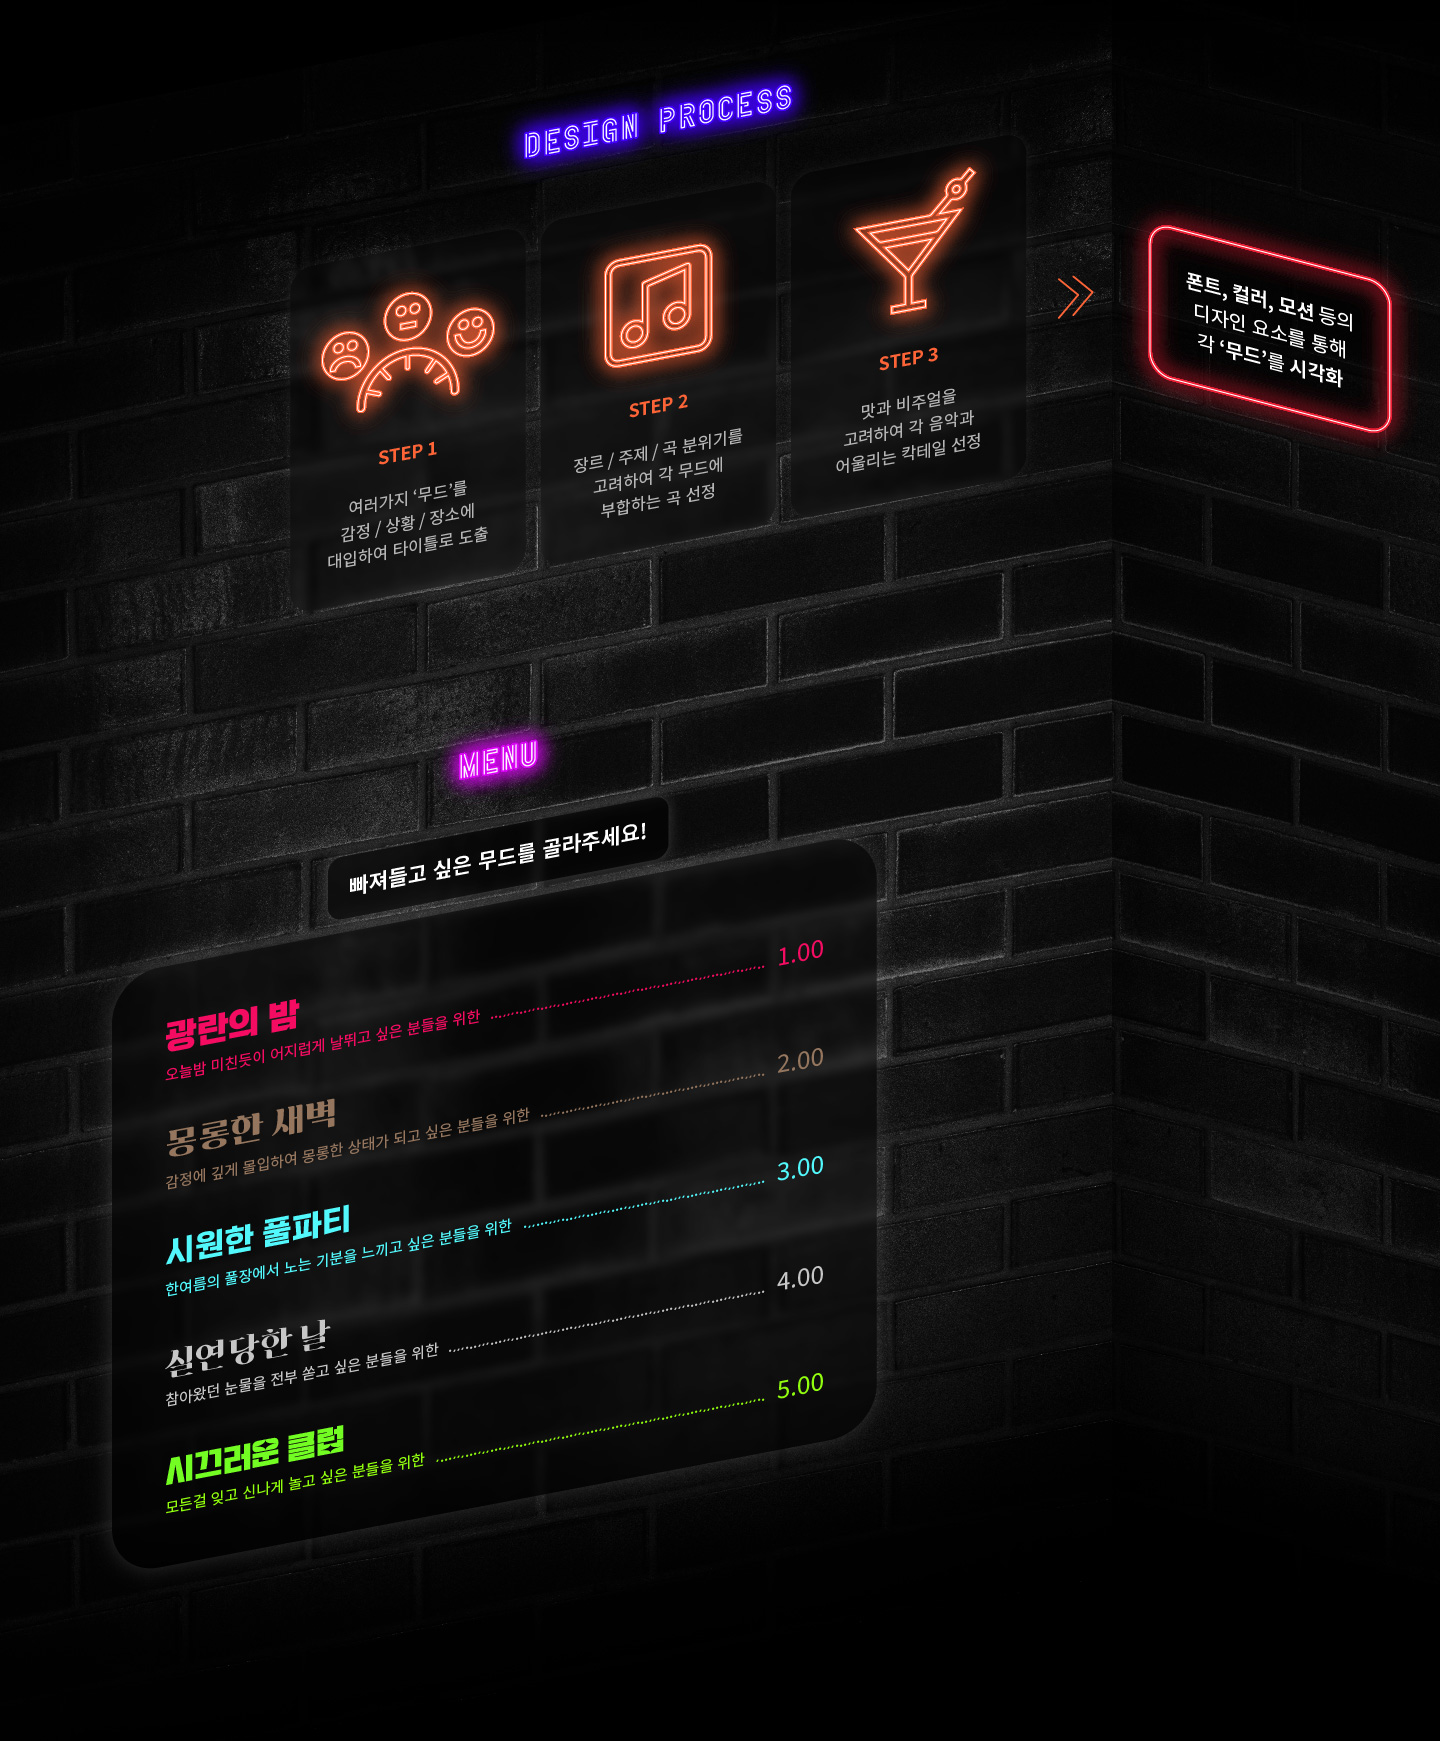 DESIGN PROCESS
STEP 1
여러가지 ‘무드’를
감정 / 상황 / 장소에
대입하여 타이틀로 도출
STEP 2
장르 / 주제 / 곡 분위기를
고려하여 각 무드에
부합하는 곡 선정
STEP 3
맛과 비주얼을
고려하여 각 음악과
어울리는 칵테일 선정
폰트, 컬러, 모션 등의
디자인 요소를 통해
각 ‘무드’를 시각화
MENU
빠져들고 싶은 무드를 골라주세요!
광란의 밤
오늘밤 미친듯이 어지럽게 날뛰고 싶은 분들을 위한 1.00
몽롱한 새벽
감정에 깊게 몰입하여 몽롱한 상태가 되고 싶은 분들을 위한 2.00
시원한 풀파티
한여름의 풀장에서 노는 기분을 느끼고 싶은 분들을 위한 3.00
실연당한 날
참아왔던 눈물을 전부 쏟고 싶은 분들을 위한 4.00
시끄러운 클럽
모든걸 잊고 신나게 놀고 싶은 분들을 위한 5.00